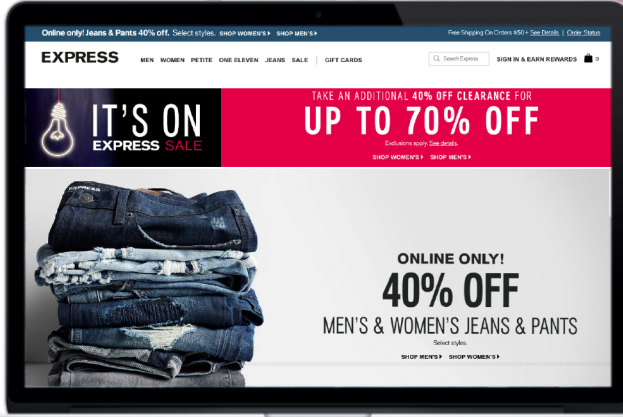 Online only! Jeans & Pants 40% off. Select styles. SHOP WOMEN'S SHOP MEN'S
Free Shipping On Orders $50+ See Details | Order Status
EXPRESS
MEN WOMEN PETITE ONE ELEVEN JEANS SALE | GIFT CARDS
Search Express
SIGN IN & EARN REWARDS 0
IT'S ON
EXPRESS SALE
TAKE AN ADDITIONAL 40% OFF CLEARANCE FOR
UP TO 70% OFF
Exclusions apply. See details.
SHOP WOMEN'S SHOP MEN'S
EXPRESS
ONLINE ONLY!
40% OFF
MEN'S & WOMEN'S JEANS & PANTS
Select styles.
SHOP MEN'S SHOP WOMEN'S